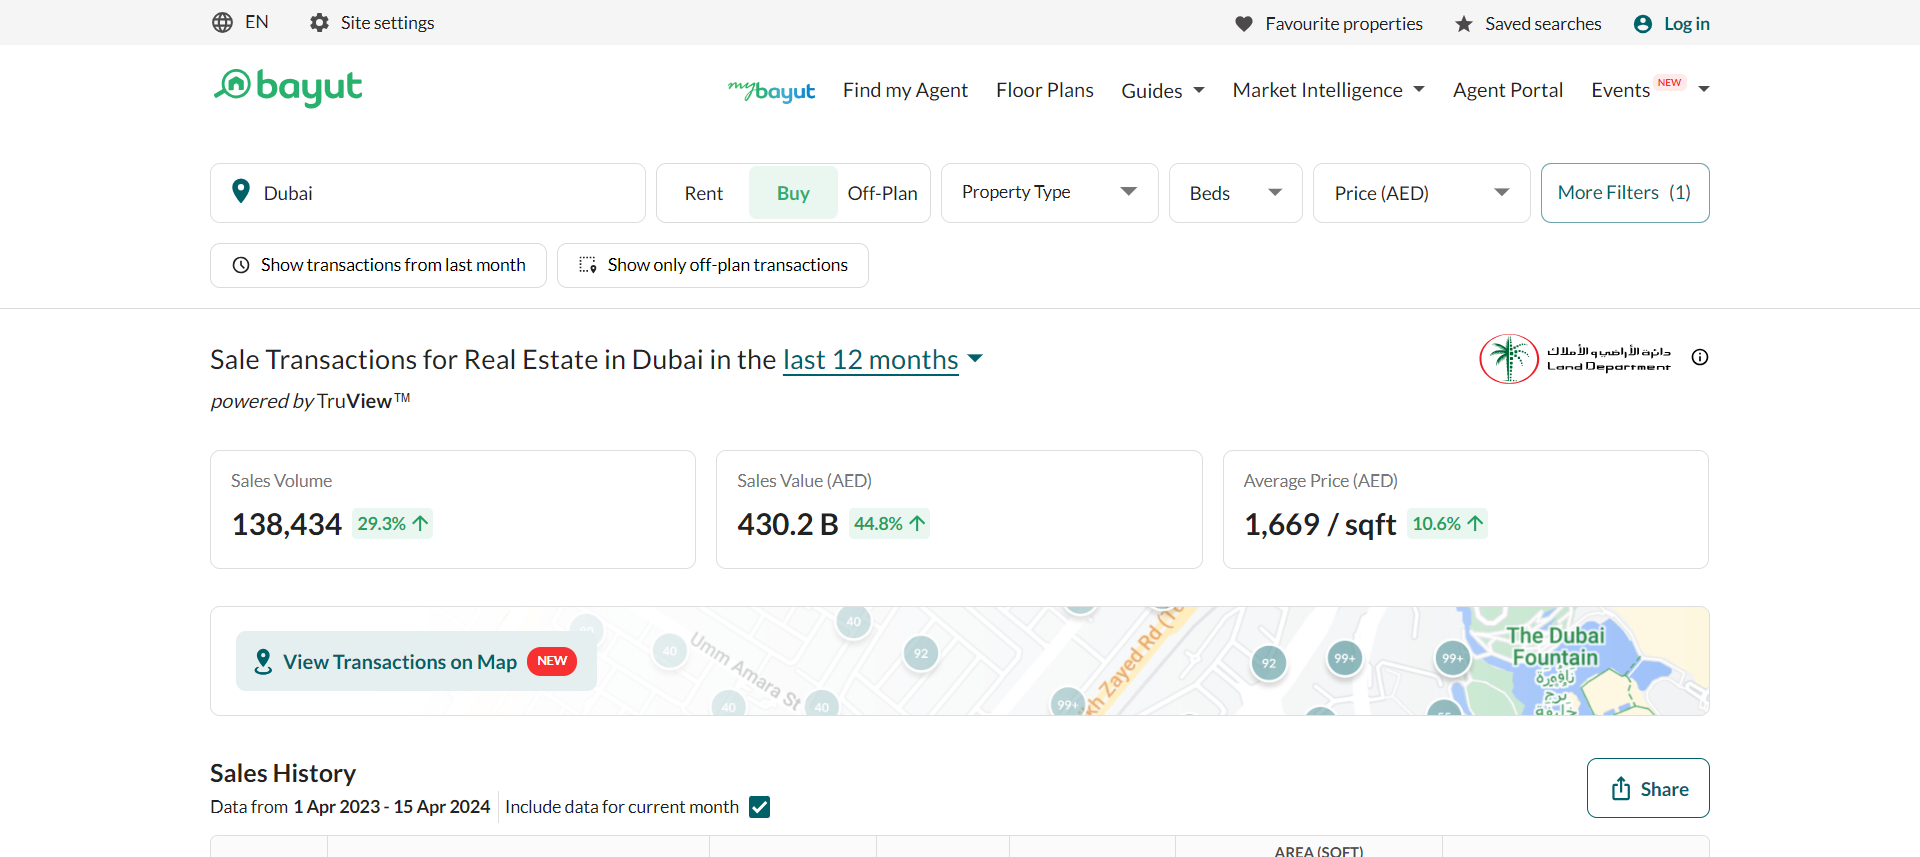 EN
Site settings
Favourite properties
Saved searches
Log in
bayut
mybayut
Find my Agent
Floor Plans
Guides
Market Intelligence
Agent Portal
Events NEW
Dubai
Rent
Buy
Off-Plan
Property Type
Beds
Price (AED)
More Filters (1)
Show transactions from last month
Show only off-plan transactions
Sale Transactions for Real Estate in Dubai in the last 12 months
دائرة الأراضي و الأملاك
Land Department
powered by TruView™
Sales Volume
138,434 29.3%
Sales Value (AED)
430.2 B 44.8%
Average Price (AED)
1,669 / sqft 10.6%
View Transactions on Map NEW
40
40
92
Umm Amara St
40
40
99+
kh Zayed Rd
92
99+
99+
The Dubai
Fountain
نافورة
برج
خليفة
Sales History
Data from 1 Apr 2023 - 15 Apr 2024
Include data for current month
Share
AREA (SQFT)